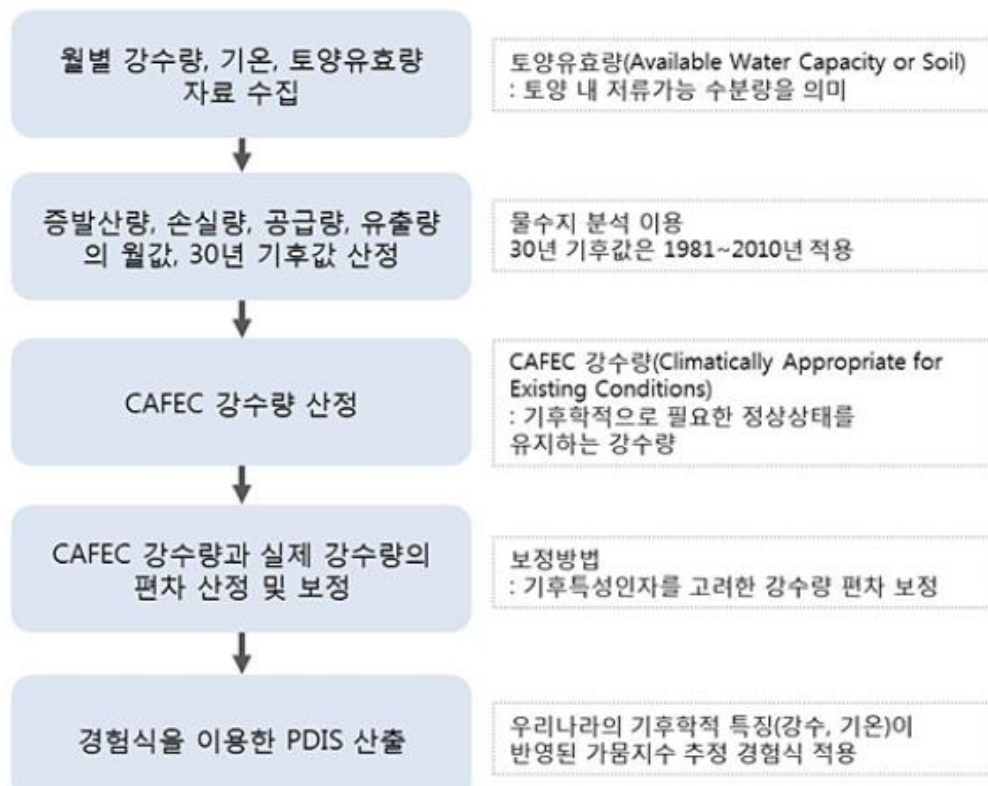 월별 강수량, 기온, 토양유효량
자료 수집
토양유효량(Available Water Capacity or Soil)
: 토양 내 저류가능 수분량을 의미
증발산량, 손실량, 공급량, 유출량
의 월값, 30년 기후값 산정
물수지 분석 이용
30년 기후값은 1981~2010년 적용
CAFEC 강수량 산정
CAFEC 강수량(Climatically Appropriate for
Existing Conditions)
: 기후학적으로 필요한 정상상태를
유지하는 강수량
CAFEC 강수량과 실제 강수량의
편차 산정 및 보정
보정방법
: 기후특성인자를 고려한 강수량 편차 보정
경험식을 이용한 PDIS 산출
우리나라의 기후학적 특징(강수, 기온)이
반영된 가뭄지수 추정 경험식 적용